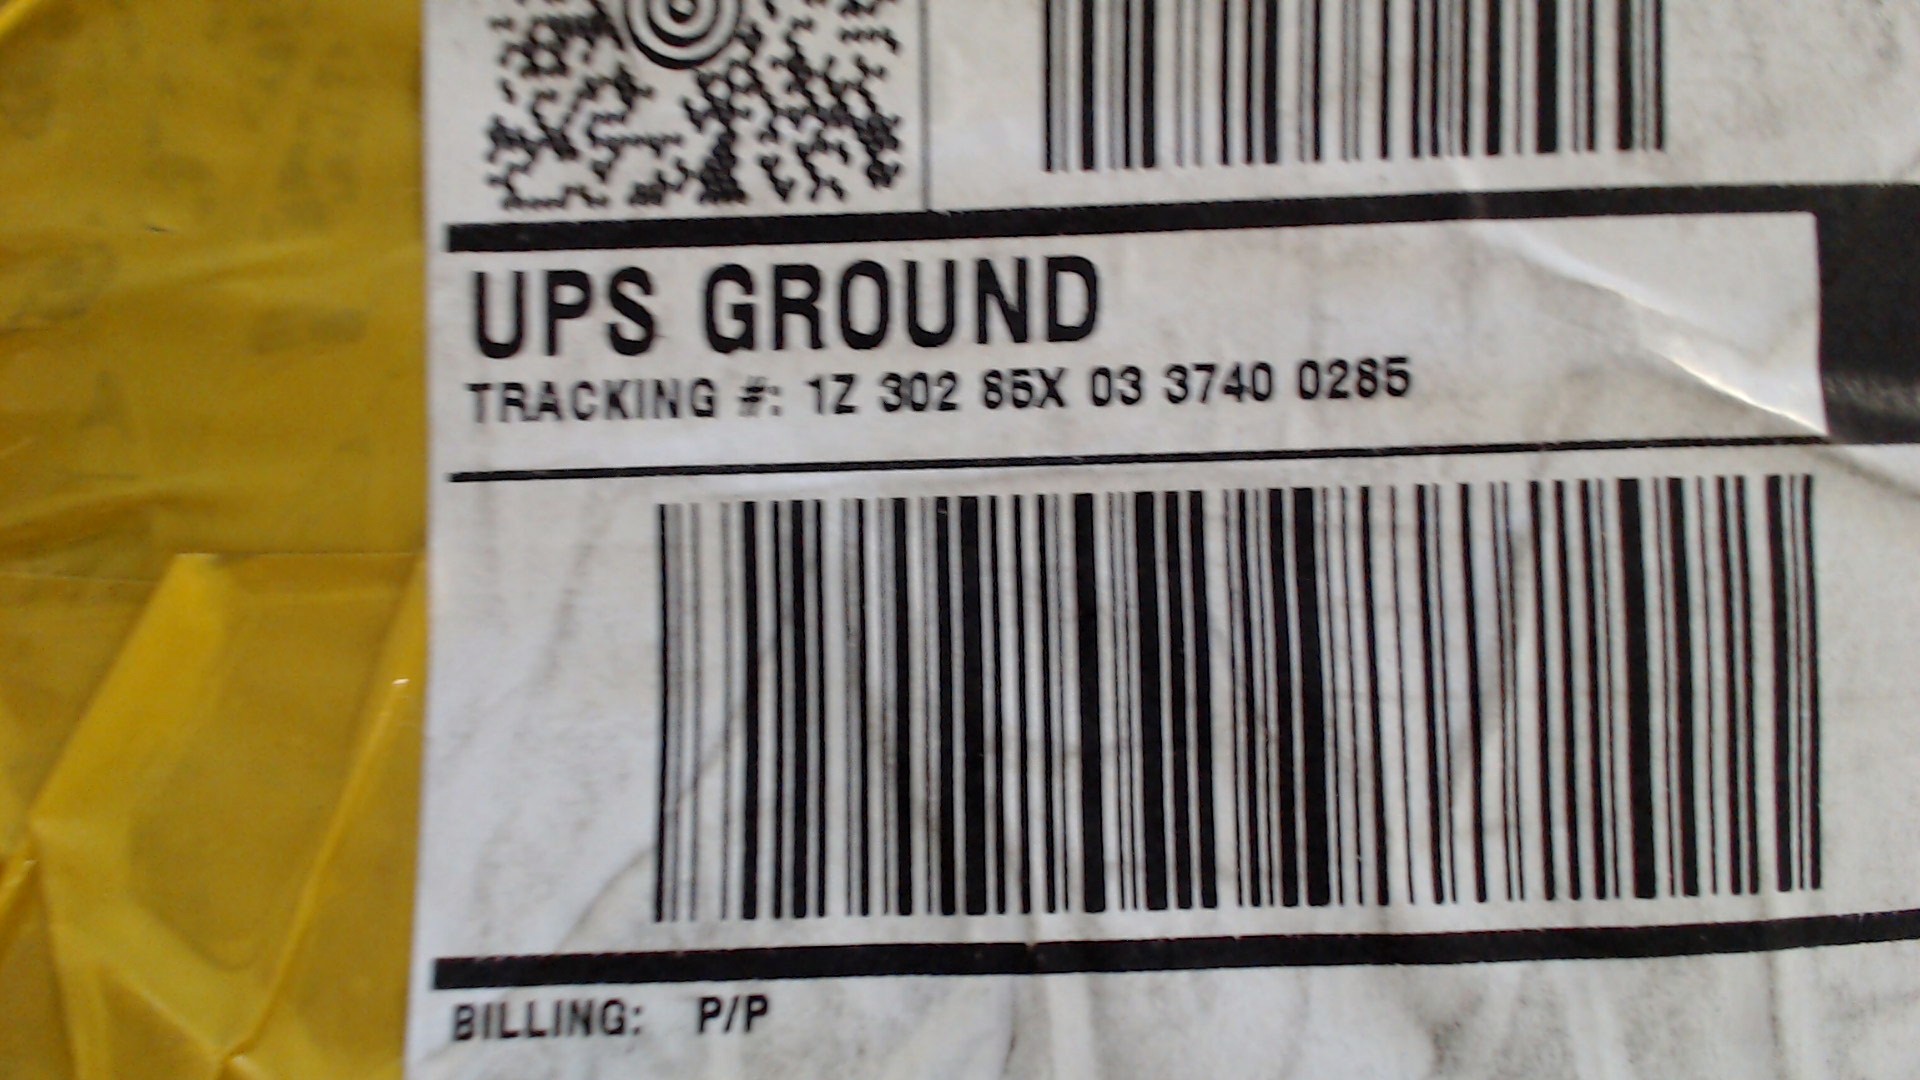 UPS GROUND
TRACKING #: 1Z 302 85X 03 3740 0285
BILLING: P/P